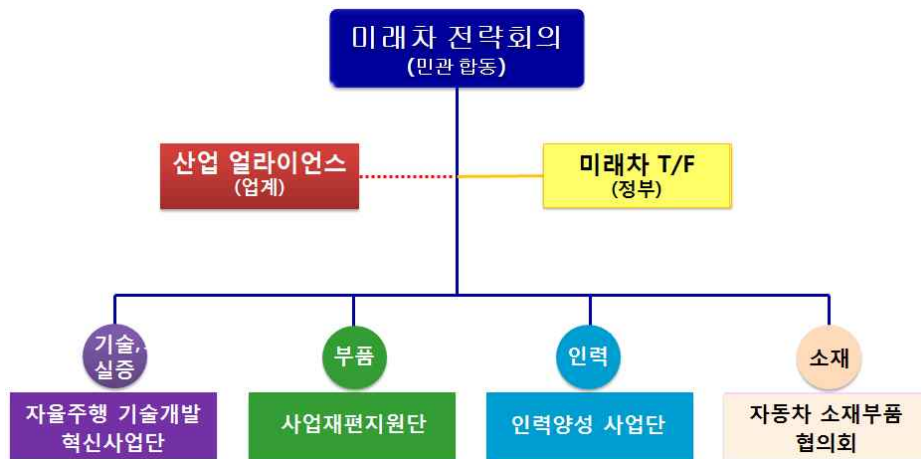 미래차 전략회의
(민관 합동)
산업 얼라이언스
(업계)
미래차 T/F
(정부)
기술,
실증
부품
인력
소재
자율주행 기술개발
혁신사업단
사업재편지원단
인력양성 사업단
자동차 소재부품
협의회